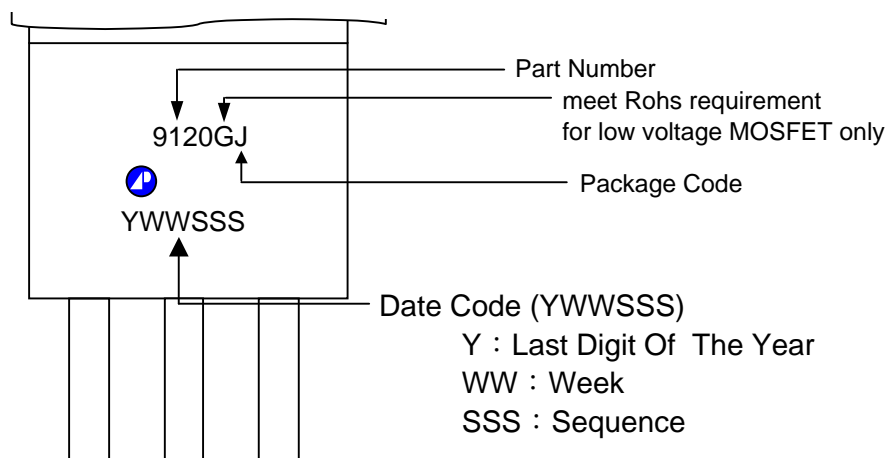 Part Number
meet Rohs requirement
for low voltage MOSFET only
9120GJ
Package Code
YWWSSS
Date Code (YWWSSS)
Y：Last Digit Of The Year
WW：Week
SSS：Sequence